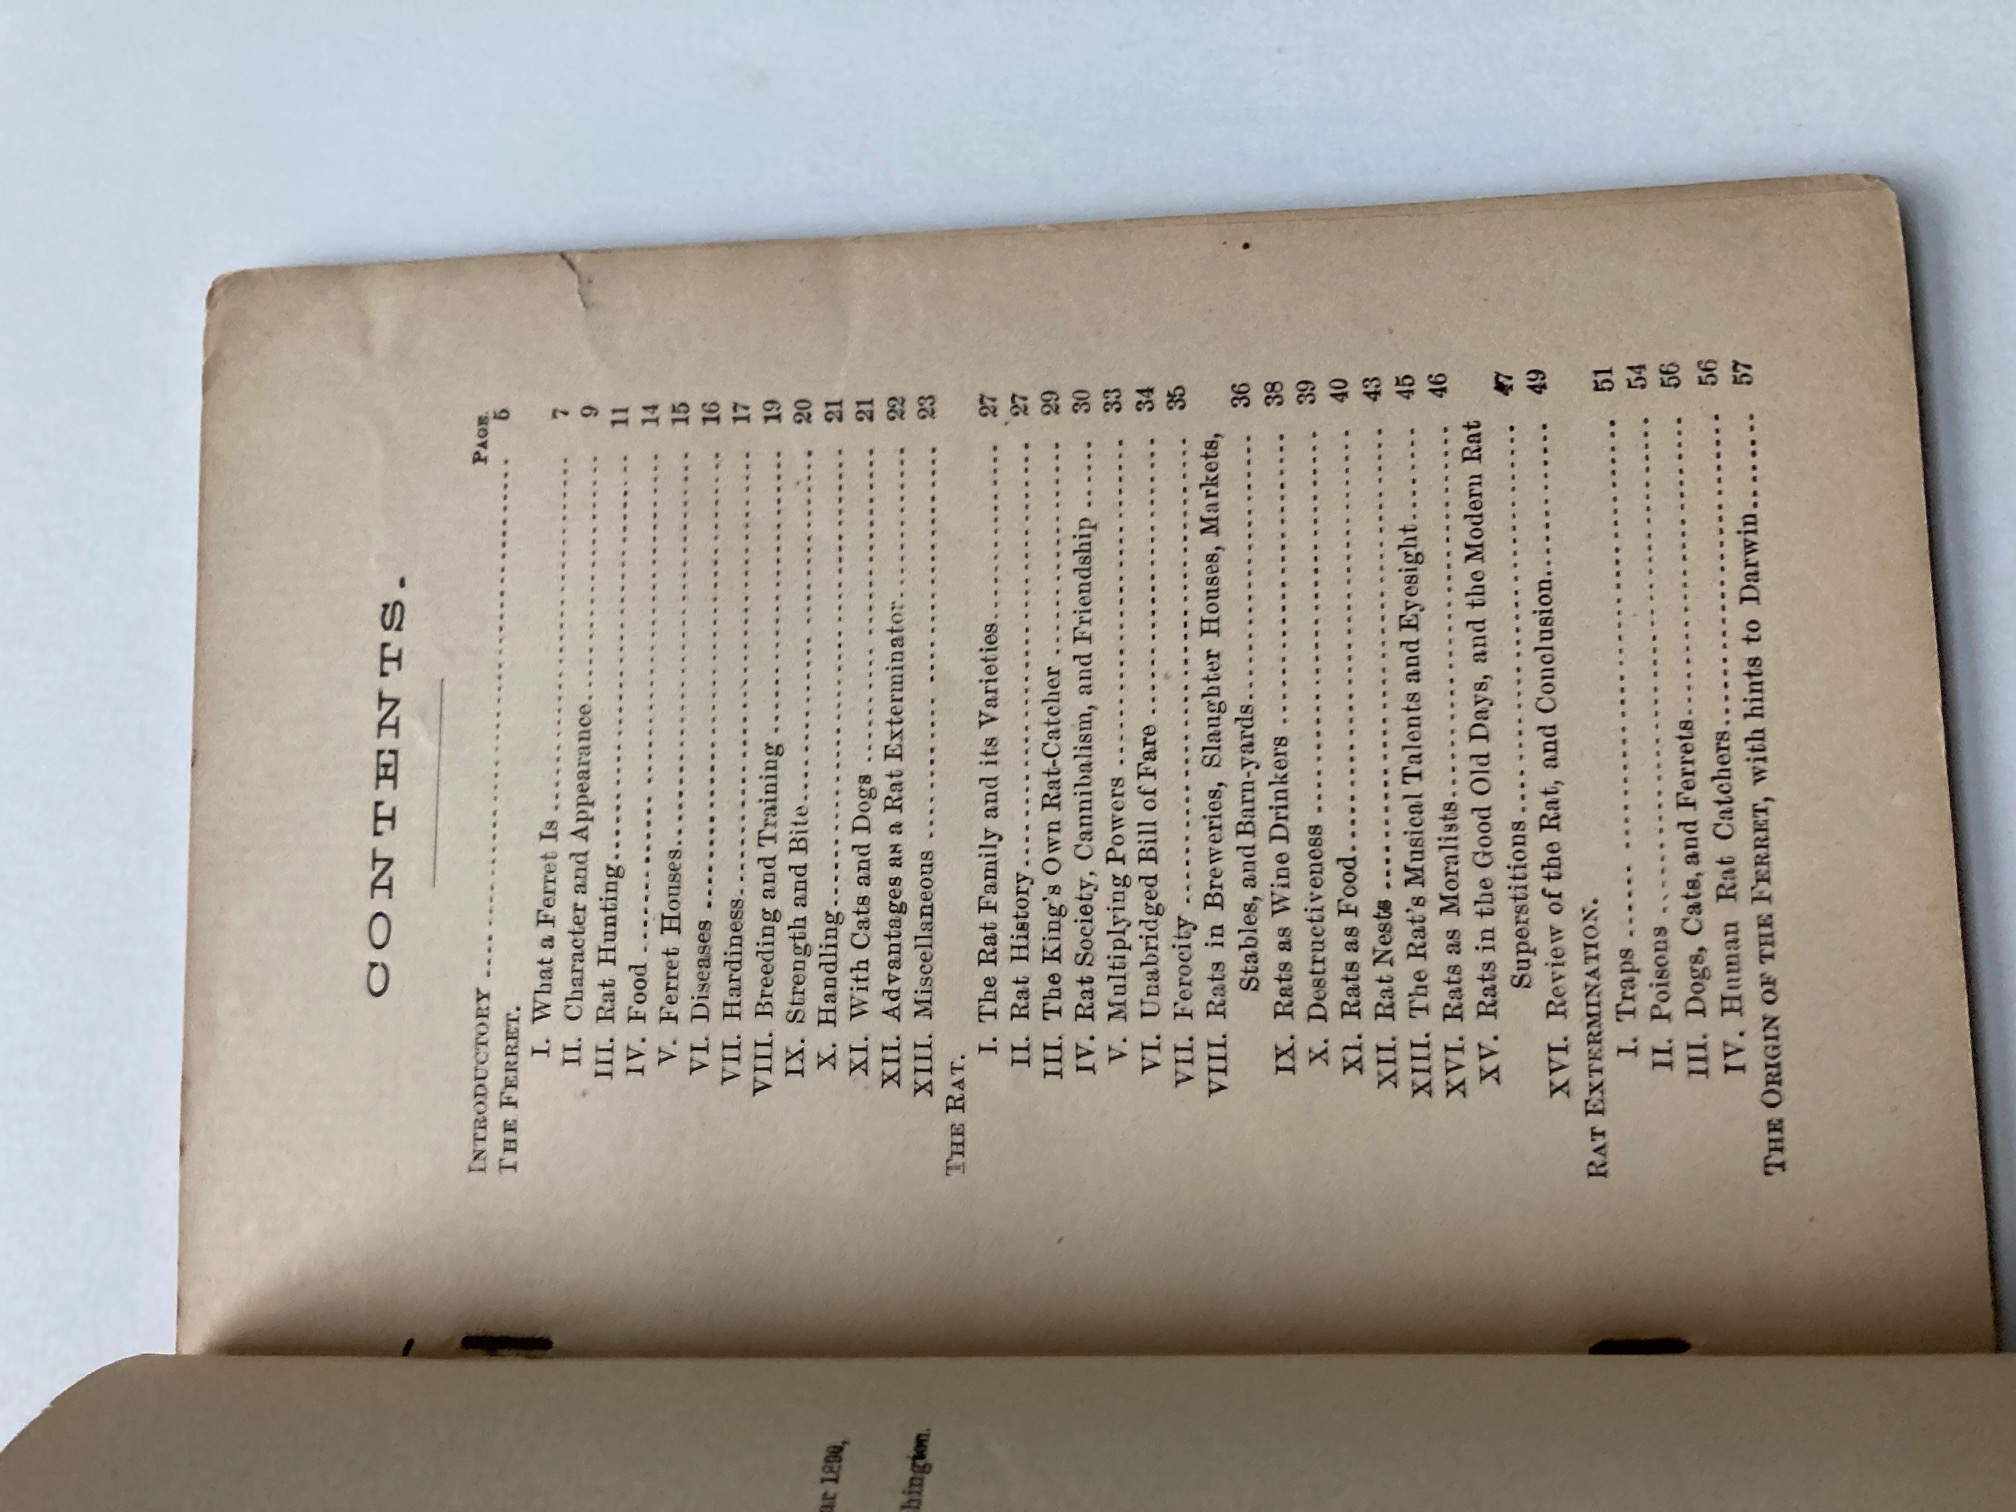 CONTENTS.
PAGE.
INTRODUCTORY .... 5
THE FERRET.
I. What a Ferret Is .... 7
II. Character and Appearance.... 9
III. Rat Hunting.... 11
IV. Food.... 14
V. Ferret Houses.... 15
VI. Diseases .... 16
VII. Hardiness.... 17
VIII. Breeding and Training .... 19
IX. Strength and Bite.... 20
X. Handling.... 21
XI. With Cats and Dogs .... 21
XII. Advantages as a Rat Exterminator.... 22
XIII. Miscellaneous .... 23
THE RAT.
I. The Rat Family and its Varieties.... 27
II. Rat History.... 27
III. The King's Own Rat-Catcher .... 29
IV. Rat Society, Cannibalism, and Friendship .... 30
V. Multiplying Powers .... 33
VI. Unabridged Bill of Fare .... 34
VII. Ferocity .... 35
VIII. Rats in Breweries, Slaughter Houses, Markets,
Stables, and Barn-yards.... 36
IX. Rats as Wine Drinkers .... 38
X. Destructiveness .... 39
XI. Rats as Food.... 40
XII. Rat Nests .... 43
XIII. The Rat's Musical Talents and Eyesight.... 45
XVI. Rats as Moralists.... 46
XV. Rats in the Good Old Days, and the Modern Rat
Superstitions .... 47
XVI. Review of the Rat, and Conclusion.... 49
RAT EXTERMINATION.
I. Traps .... 51
II. Poisons .... 54
III. Dogs, Cats, and Ferrets.... 56
IV. Human Rat Catchers.... 56
THE ORIGIN OF THE FERRET, with hints to Darwin.... 57